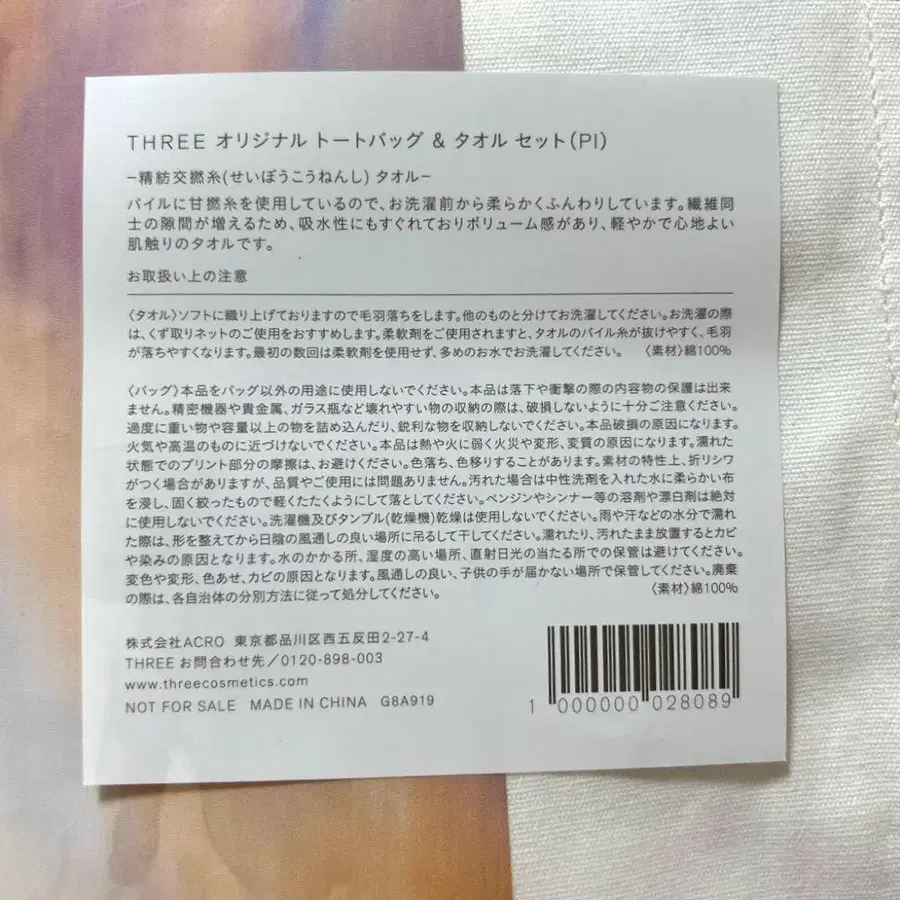 THREE オリジナル トートバッグ & タオル セット(PI)
−精紡交撚糸(せいぼうこうねんし) タオル−
パイルに甘撚糸を使用しているので、お洗濯前から柔らかくふんわりしています。繊維同
士の隙間が増えるため、吸水性にもすぐれておりボリューム感があり、軽やかで心地よい
肌触りのタオルです。
お取扱い上の注意
〈タオル〉ソフトに織り上げておりますので毛羽落ちをします。他のものと分けてお洗濯してください。お洗濯の際
は、くず取りネットのご使用をおすすめします。柔軟剤をご使用されますと、タオルのパイル糸が抜けやすく、毛羽
が落ちやすくなります。最初の数回は柔軟剤を使用せず、多めのお水でお洗濯してください。 〈素材〉綿100%
〈バッグ〉本品をバッグ以外の用途に使用しないでください。本品は落下や衝撃の際の内容物の保護は出来
ません。精密機器や貴金属、ガラス瓶など壊れやすい物の収納の際は、破損しないように十分ご注意ください。
過度に重い物や容量以上の物を詰め込んだり、鋭利な物を収納しないでください。本品破損の原因になります。
火気や高温のものに近づけないでください。本品は熱や火に弱く火災や変形、変質の原因になります。濡れた
状態でのプリント部分の摩擦は、お避けください。色落ち、色移りすることがあります。素材の特性上、折りシワ
がつく場合がありますが、品質やご使用には問題ありません。汚れた場合は中性洗剤を入れた水に柔らかい布
を浸し、固く絞ったもので軽くたたくようにして落としてください。ベンジンやシンナー等の溶剤や漂白剤は絶対
に使用しないでください。洗濯機及びタンブル(乾燥機)乾燥は使用しないでください。雨や汗などの水分で濡れ
た際は、形を整えてから日陰の風通しの良い場所に吊るして干してください。濡れたり、汚れたまま放置するとカビ
や染みの原因となります。水のかかる所、湿度の高い場所、直射日光の当たる所での保管は避けてください。
変色や変形、色あせ、カビの原因となります。風通しの良い、子供の手が届かない場所で保管してください。廃棄
の際は、各自治体の分別方法に従って処分してください。 〈素材〉綿100%
株式会社ACRO 東京都品川区西五反田2-27-4
THREE お問合わせ先/0120-898-003
www.threecosmetics.com
NOT FOR SALE MADE IN CHINA G8A919
1 000000 028089